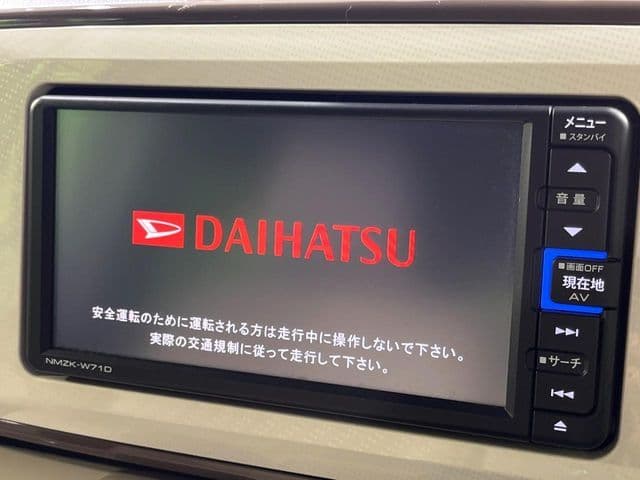 メニュー
■スタンバイ
音量
■画面OFF
現在地
AV
■サーチ
DAIHATSU
安全運転のために運転される方は走行中に操作しないで下さい。
実際の交通規制に従って走行して下さい。
NMZK-W71D